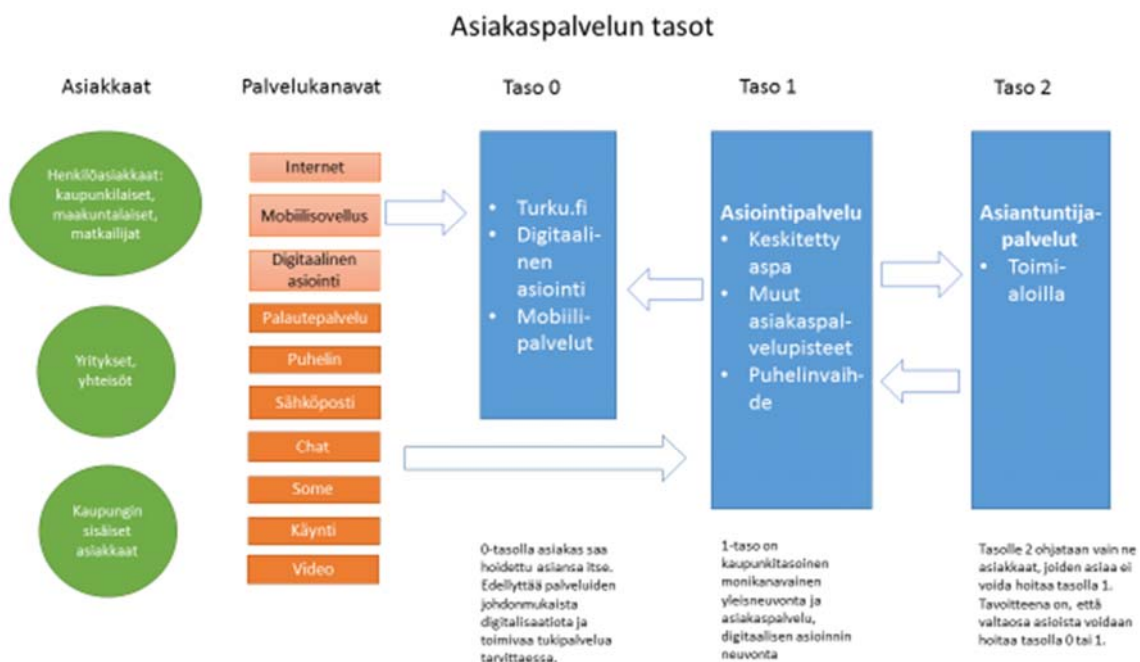 Asiakaspalvelun tasot
Asiakkaat
Henkilöasiakkaat:
kaupunkilaiset,
maakuntalaiset,
matkailijat
Yritykset,
yhteisöt
Kaupungin
sisäiset
asiakkaat
Palvelukanavat
Internet
Mobiilisovellus
Digitaalinen
asiointi
Palautepalvelu
Puhelin
Sähköposti
Chat
Some
Käynti
Video
Taso 0
• Turku.fi
• Digitaali-
nen
asiointi
• Mobiili-
palvelut
0-tasolla asiakas saa
hoidettu asiansa itse.
Edellyttää palveluiden
johdonmukaista
digitalisaatiota ja
toimivaa tukipalvelua
tarvittaessa.
Taso 1
Asiointipalvelu
• Keskitetty
aspa
• Muut
asiakaspal-
velupisteet
• Puhelinvaih-
de
1-taso on
kaupunkitasoinen
monikanavainen
yleisneuvonta ja
asiakaspalvelu,
digitaalisen asioinnin
neuvonta
Taso 2
Asiantuntija-
palvelut
• Toimi-
aloilla
Tasolle 2 ohjataan vain ne
asiakkaat, joiden asiaa ei
voida hoitaa tasolla 1.
Tavoitteena on, että
valtaosa asioista voidaan
hoitaa tasolla 0 tai 1.